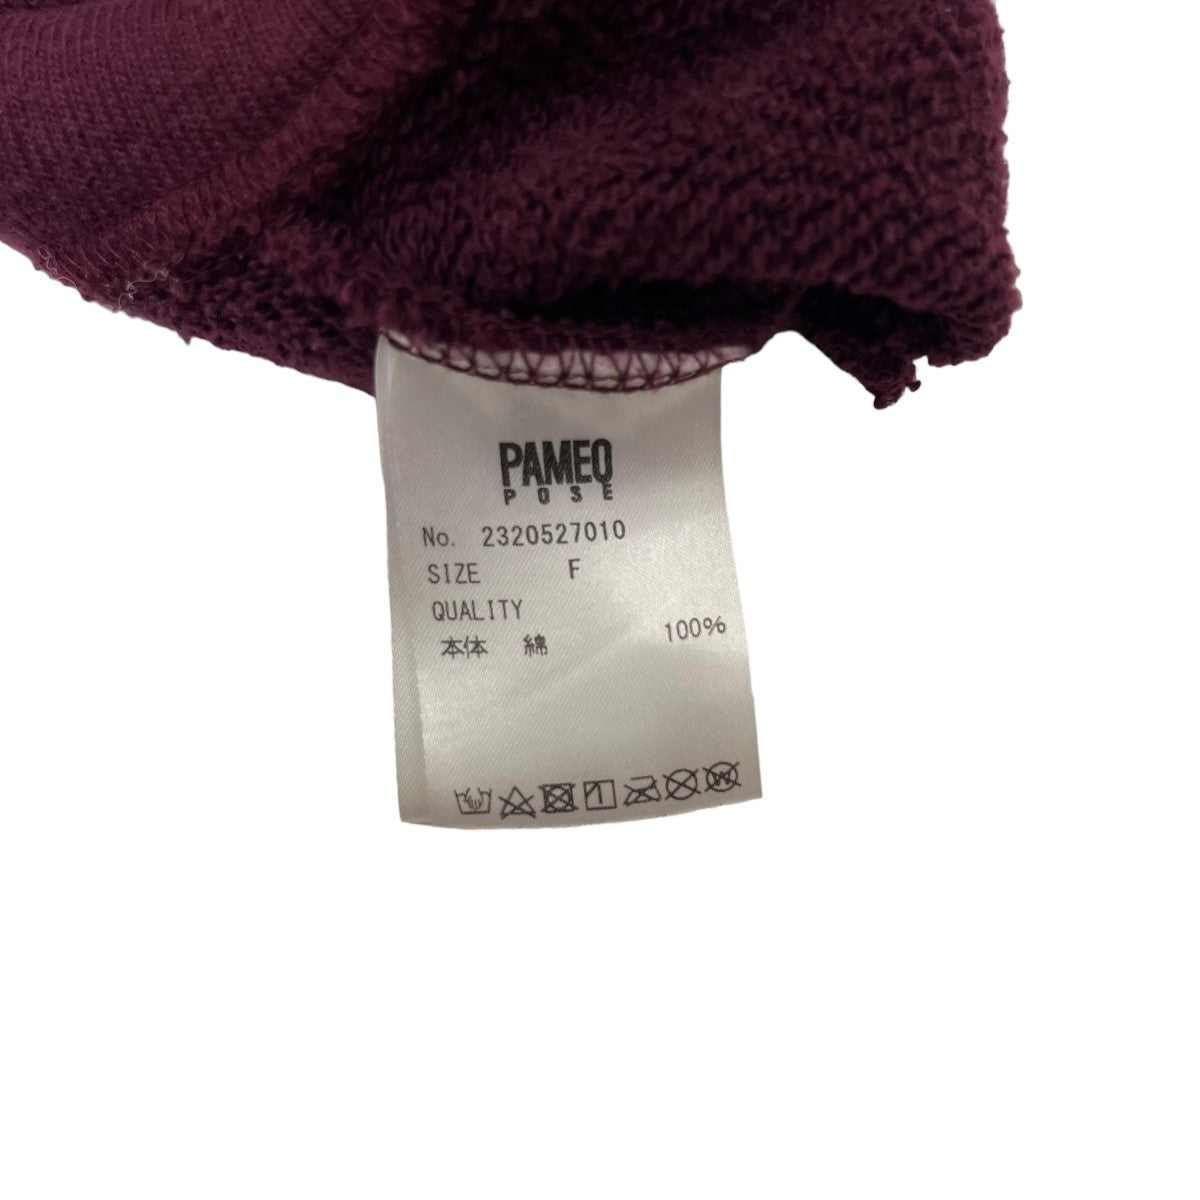 PAMEO
POSE
No. 2320527010
SIZE F
QUALITY
本体 綿 100%